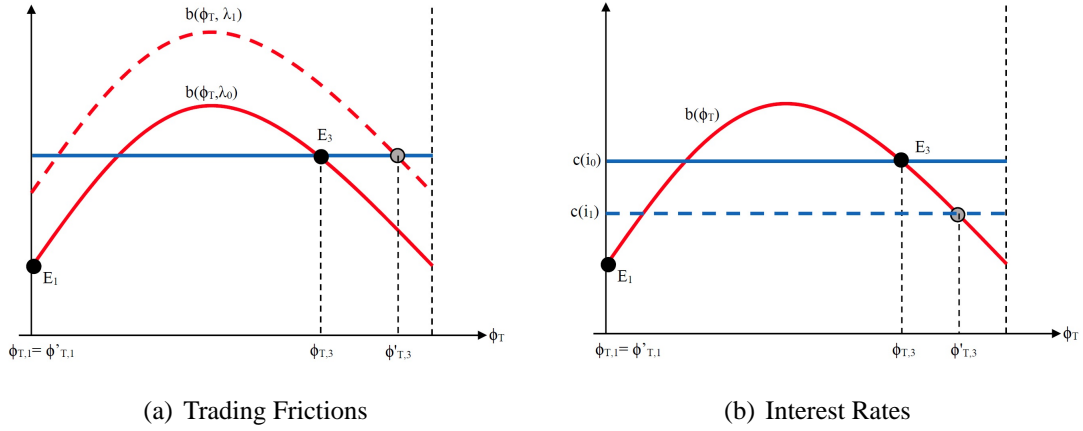 b(ϕT, λ1)
b(ϕT,λ0)
E3
E1
ϕT
ϕT,1= ϕ’T,1
ϕT,3
ϕ'T,3
(a) Trading Frictions
b(ϕT)
E3
c(i0)
c(i1)
E1
ϕT
ϕT,1= ϕ’T,1
ϕT,3
ϕ'T,3
(b) Interest Rates